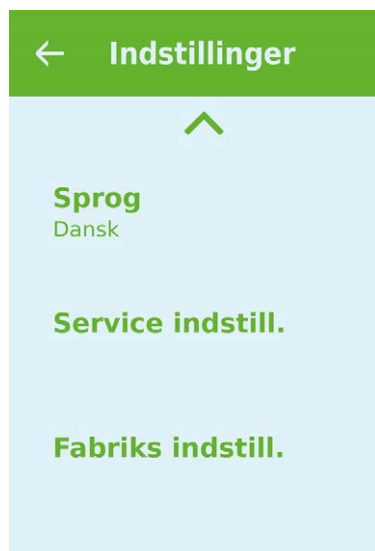 Indstillinger
Sprog
Dansk
Service indstill.
Fabriks indstill.